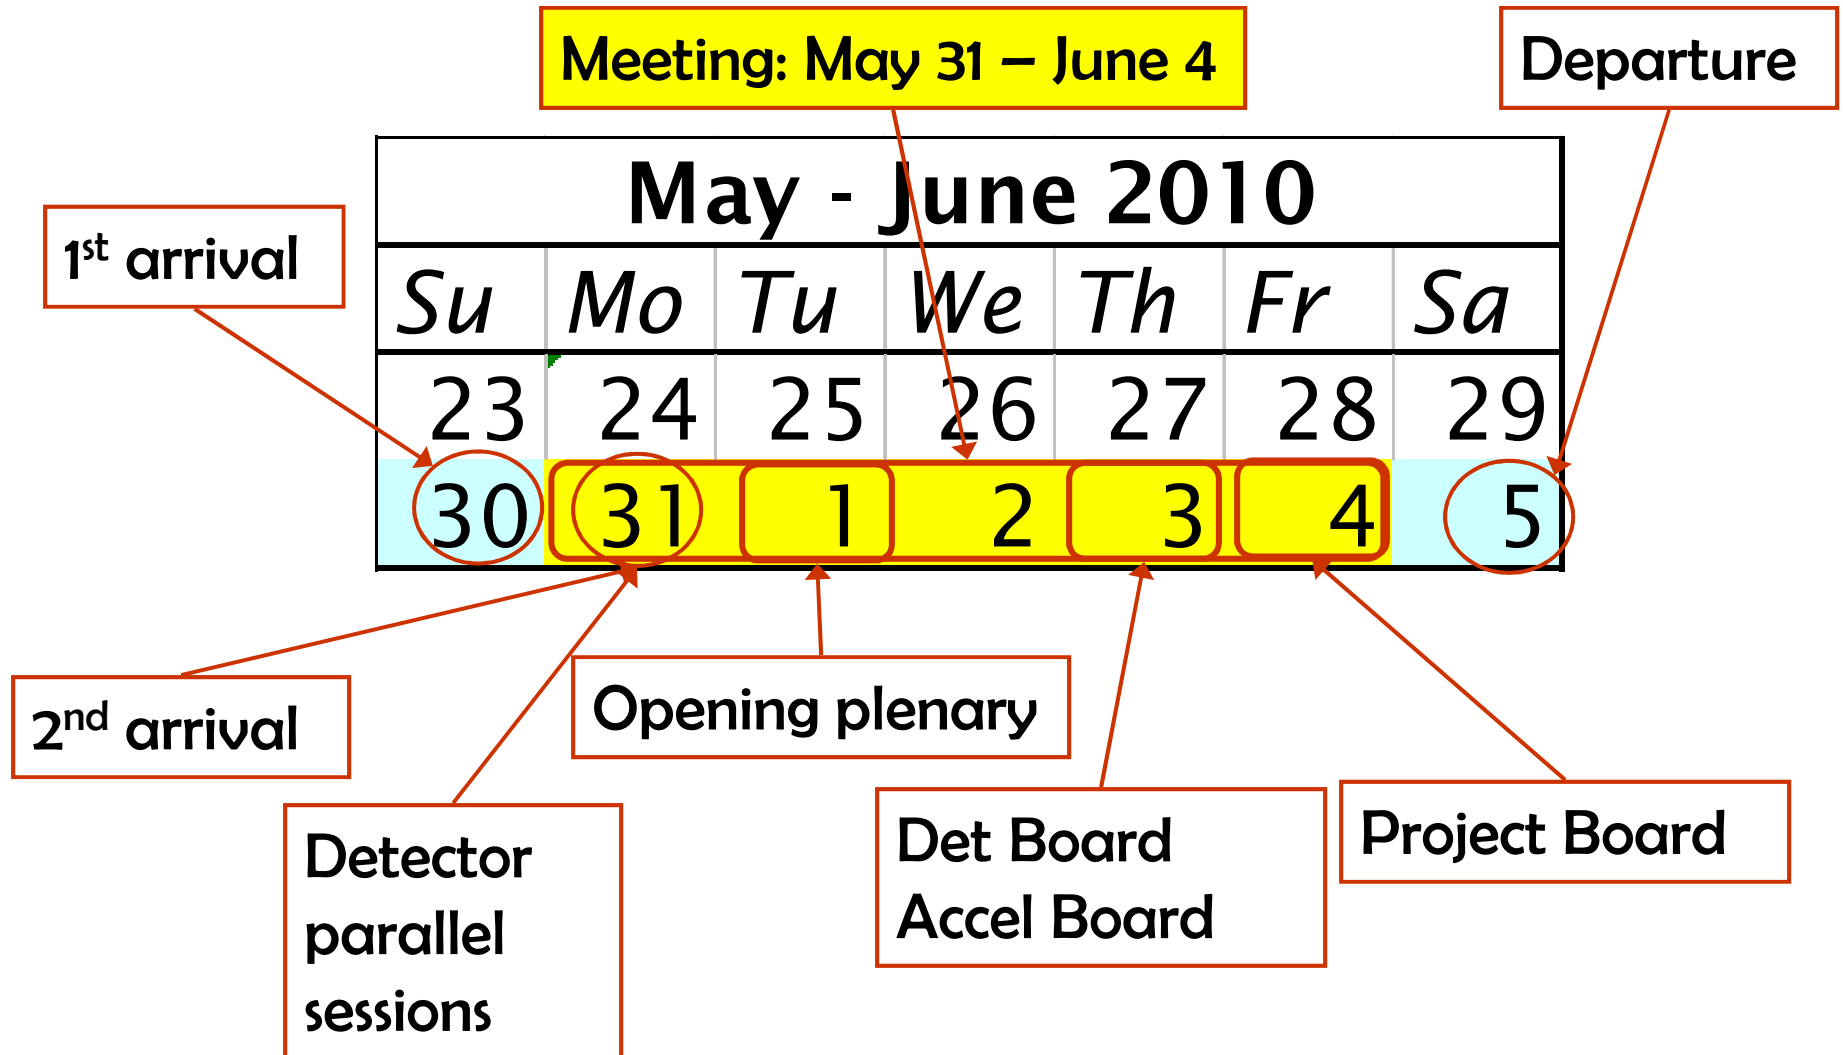 Meeting: May 31 – June 4
Departure
May - June 2010
1st arrival
Su Mo Tu We Th Fr Sa
23 24 25 26 27 28 29
30 31 1 2 3 4 5
2nd arrival
Opening plenary
Detector
parallel
sessions
Det Board
Accel Board
Project Board